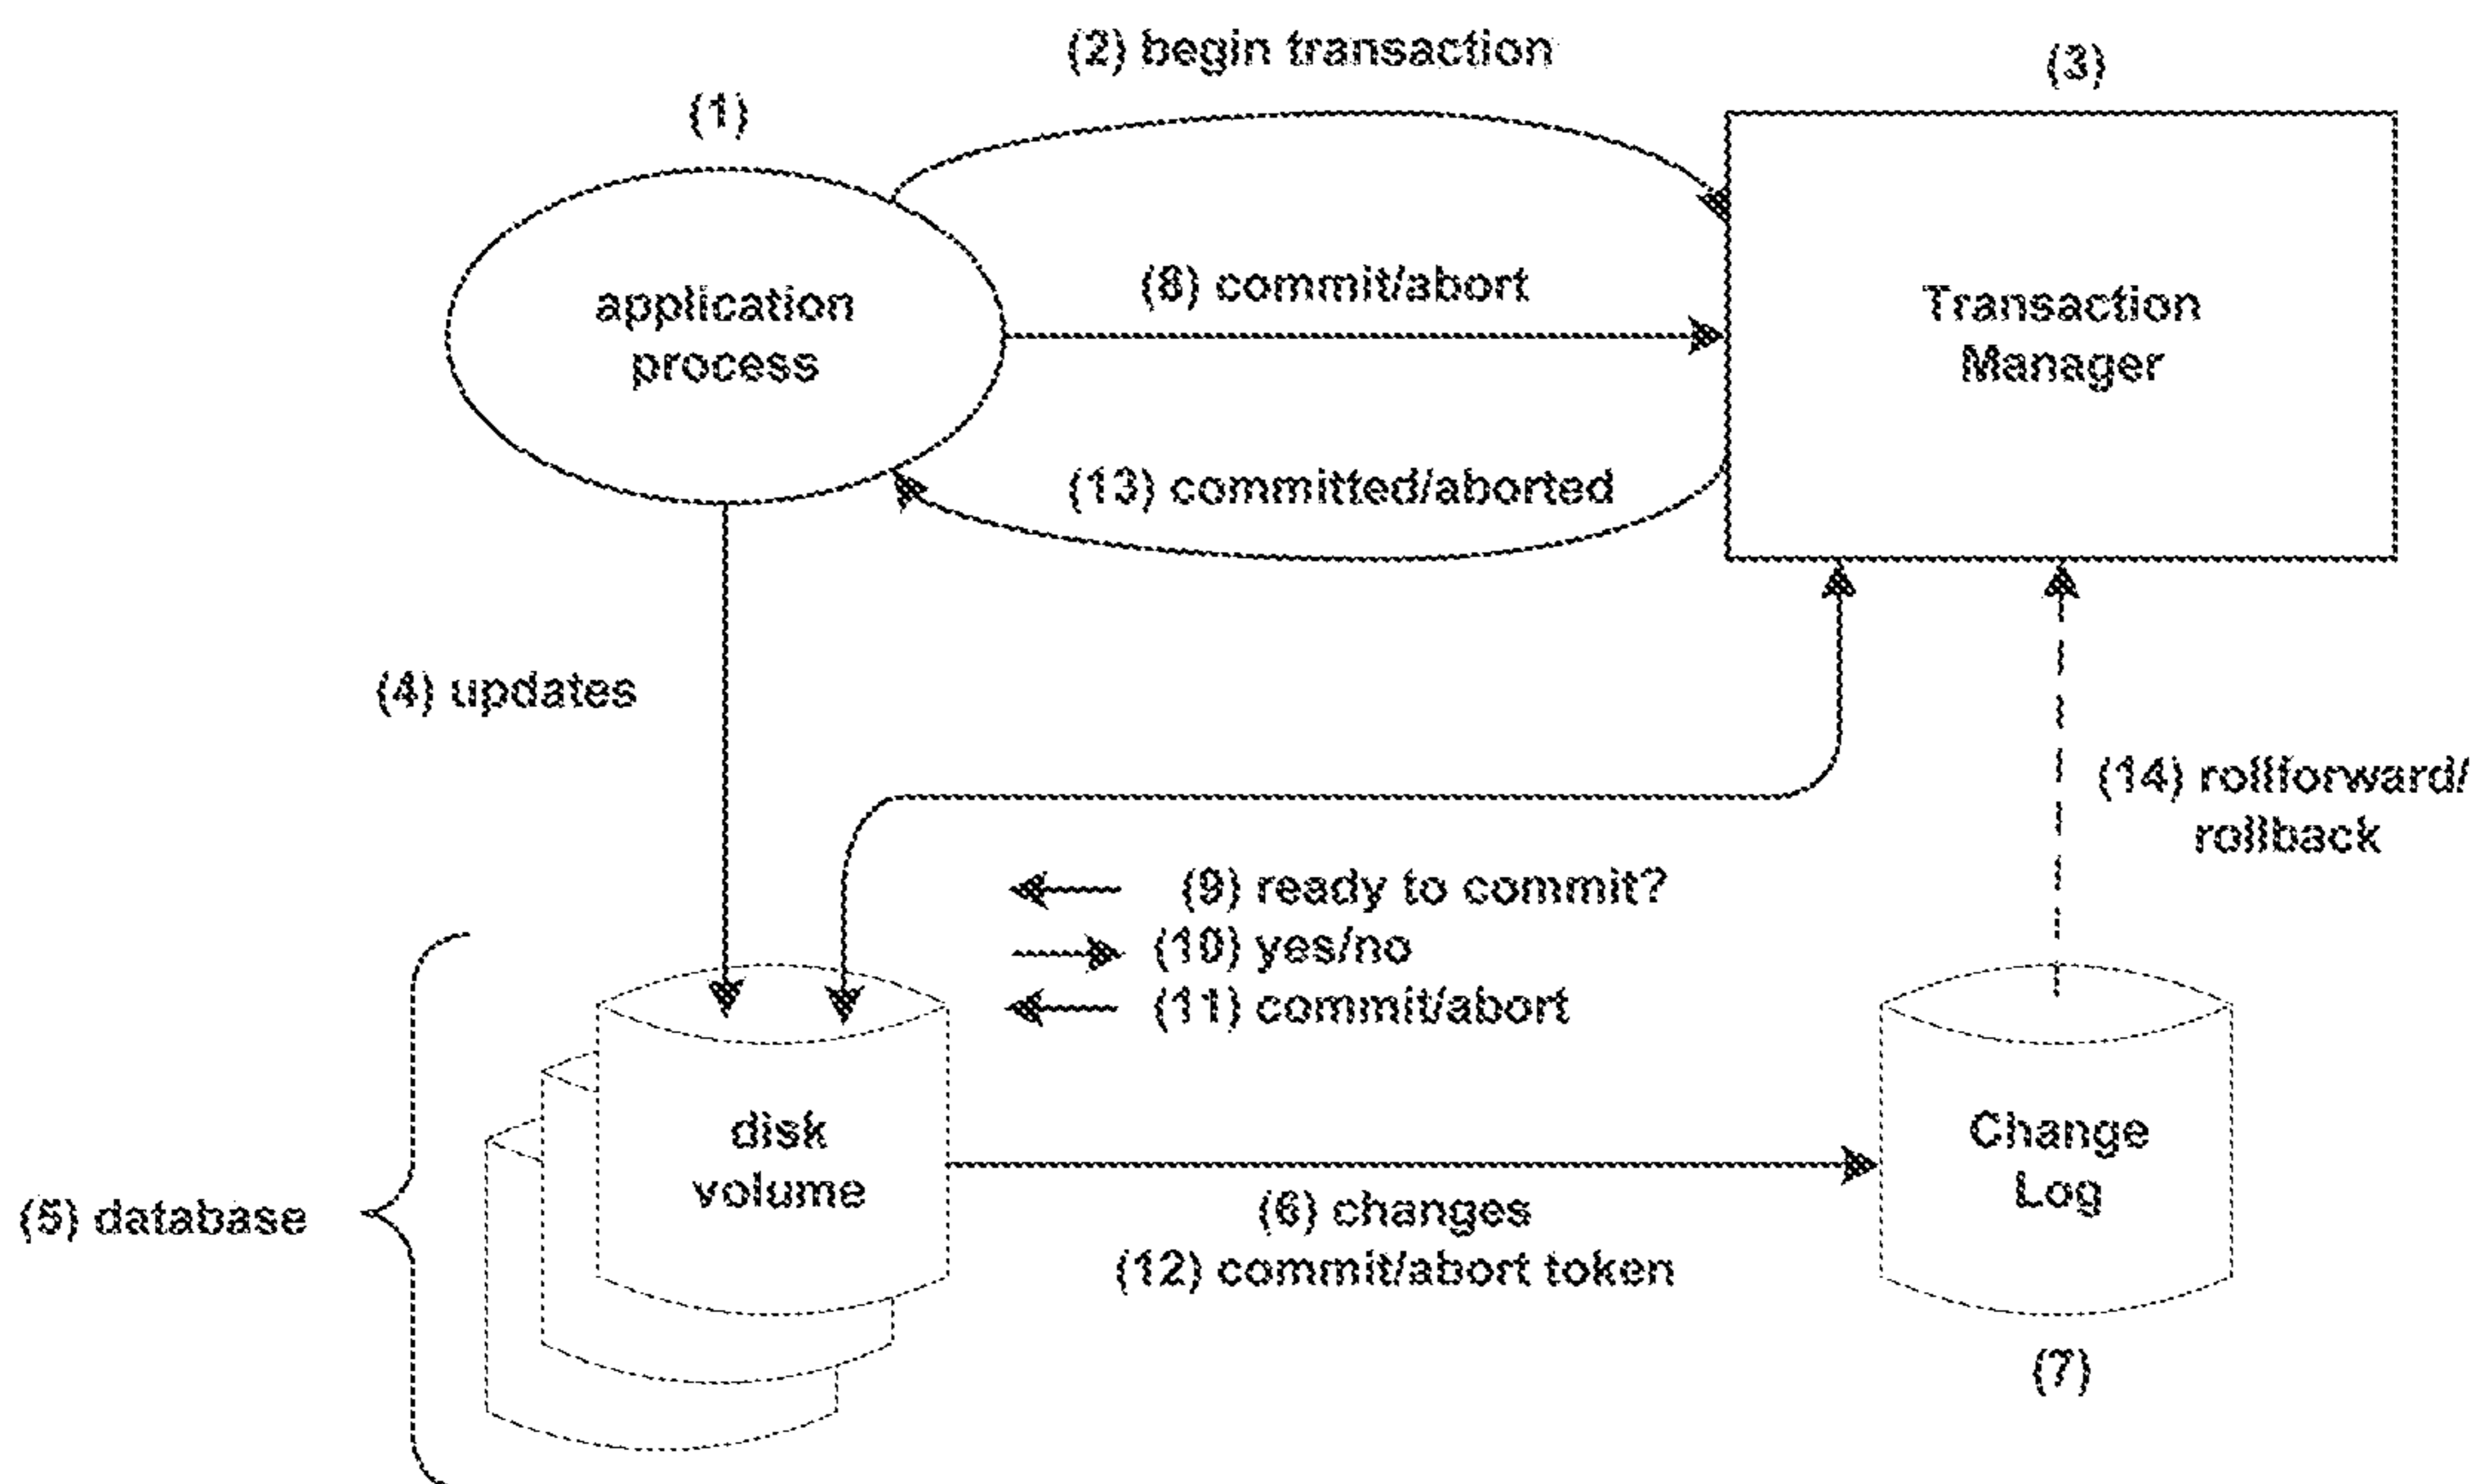 (2) begin transaction
(3)
(1)
(8) commit/abort
application
process
Transaction
Manager
(13) committed/aborted
(4) updates
(14) rollforward/
rollback
(9) ready to commit?
(10) yes/no
(11) commit/abort
disk
volume
Change
Log
(5) database
(6) changes
(12) commit/abort token
(7)